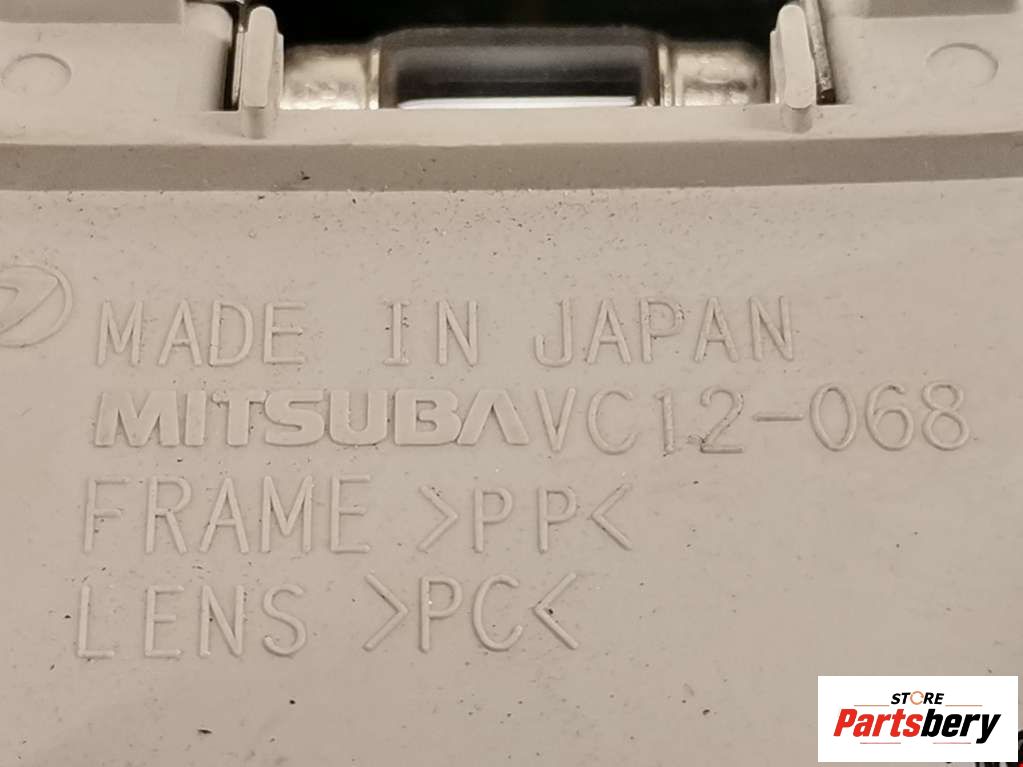 MADE IN JAPAN
MITSUBA VC12-068
FRAME >PP<
LENS >PC<
STORE
Partsbery